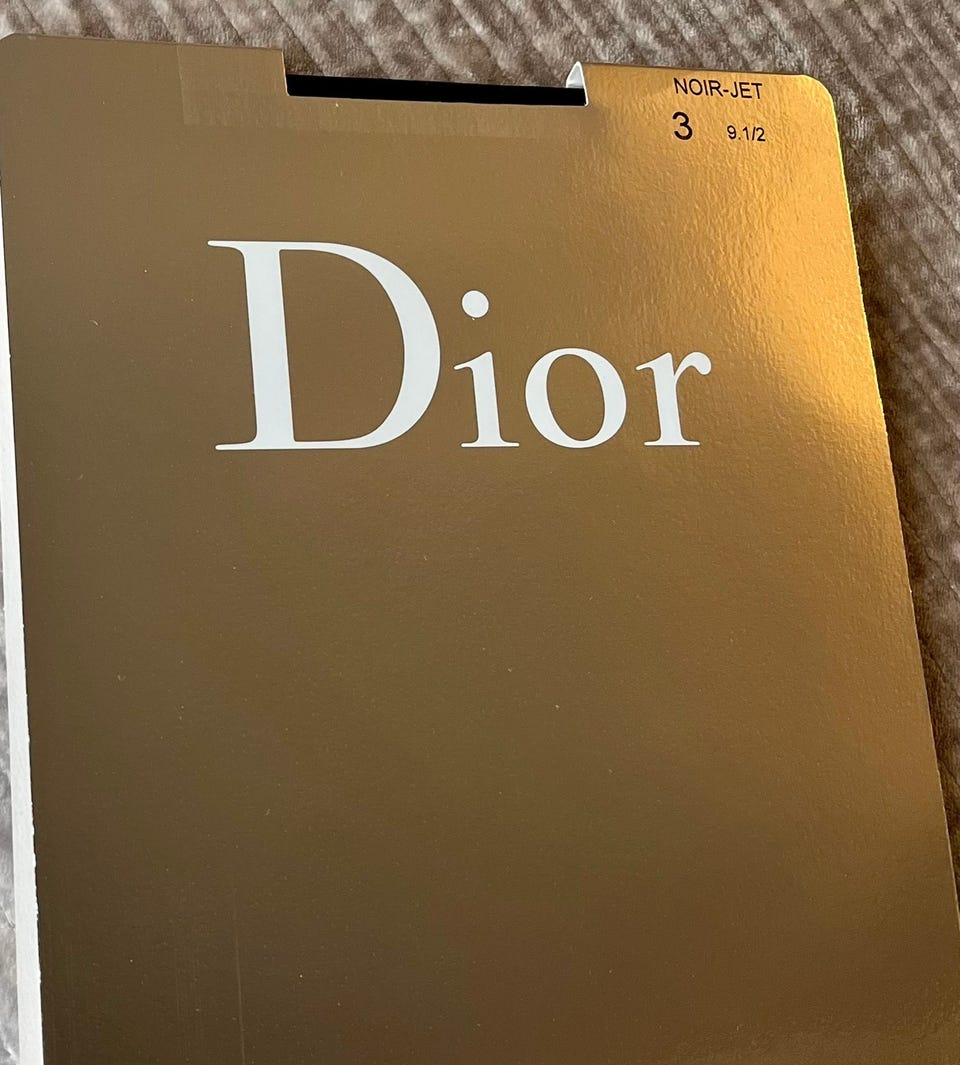 NOIR-JET
3 9.1/2
Dior